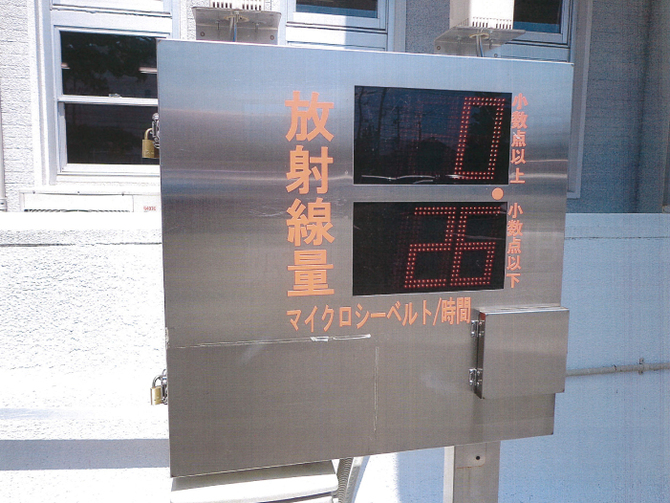 放射線量
0
小数点以上
.
26
小数点以下
マイクロシーベルト/時間